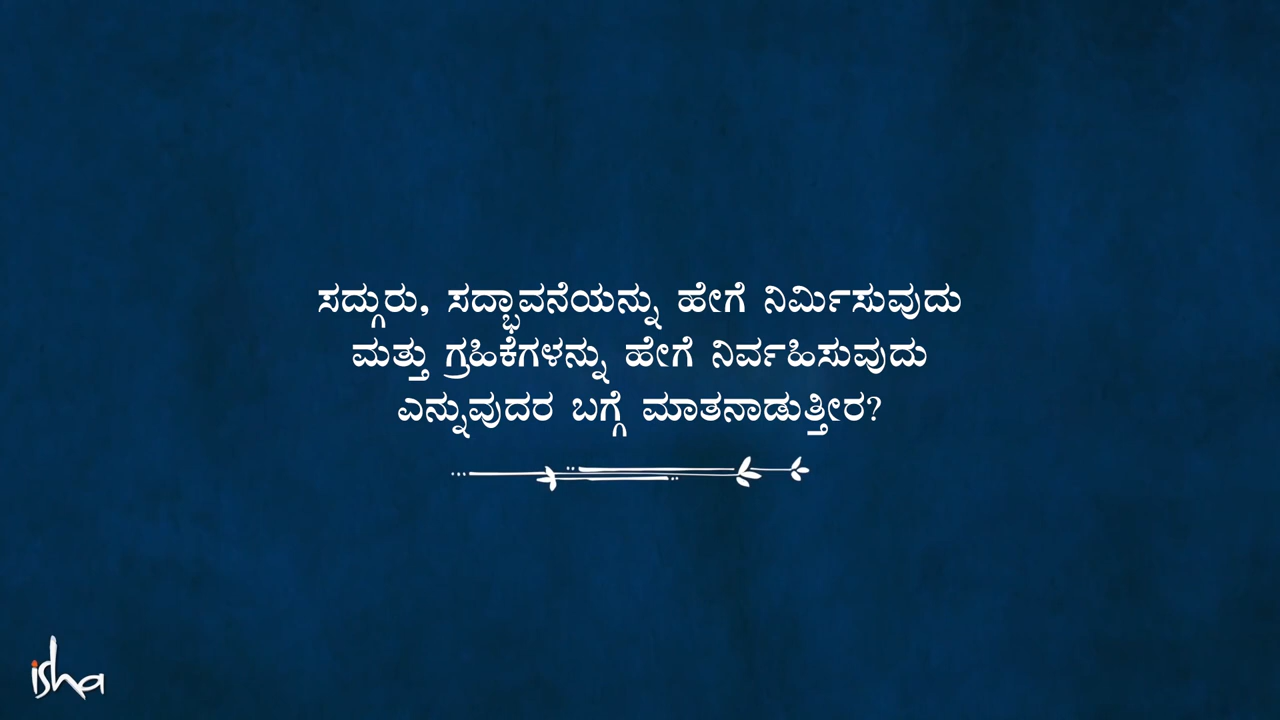 ಸದ್ಗುರು, ಸದ್ಭಾವನೆಯನ್ನು ಹೇಗೆ ನಿರ್ಮಿಸುವುದು
ಮತ್ತು ಗ್ರಹಿಕೆಗಳನ್ನು ಹೇಗೆ ನಿರ್ವಹಿಸುವುದು
ಎನ್ನುವುದರ ಬಗ್ಗೆ ಮಾತನಾಡುತ್ತೀರ?
isha